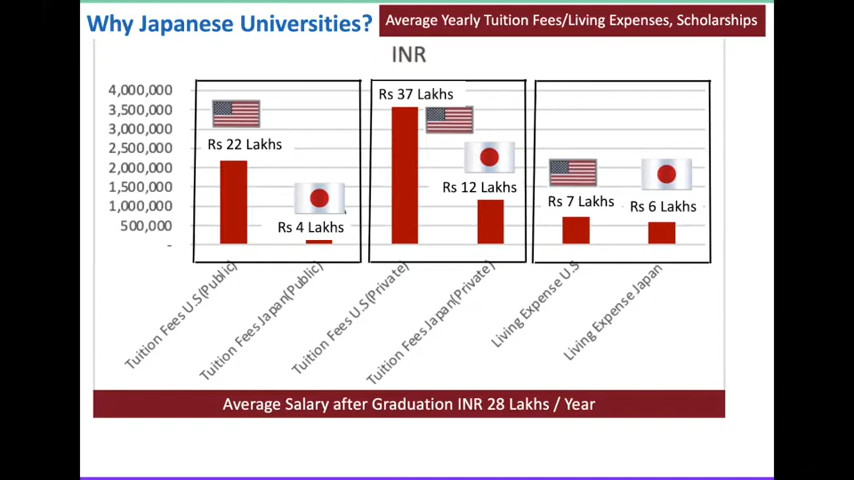 Why Japanese Universities?
Average Yearly Tuition Fees/Living Expenses, Scholarships
INR
4,000,000
3,500,000
3,000,000
2,500,000
2,000,000
1,500,000
1,000,000
500,000
-
Rs 22 Lakhs
Rs 4 Lakhs
Rs 37 Lakhs
Rs 12 Lakhs
Rs 7 Lakhs
Rs 6 Lakhs
Tuition Fees U.S(Public)
Tuition Fees Japan(Public)
Tuition Fees U.S(Private)
Tuition Fees Japan(Private)
Living Expense U.S
Living Expense Japan
Average Salary after Graduation INR 28 Lakhs / Year